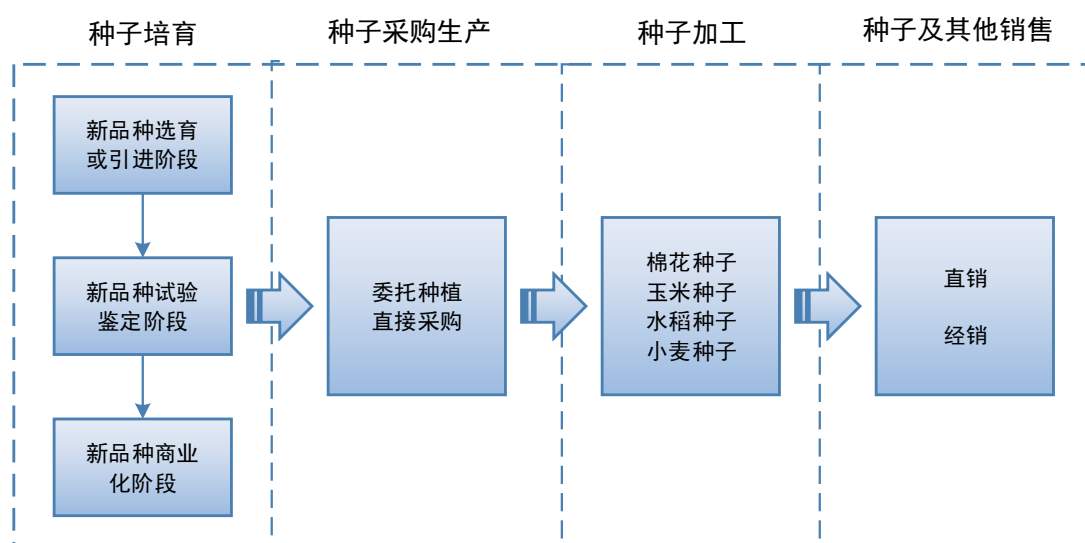 种子培育
种子采购生产
种子加工
种子及其他销售
新品种选育
或引进阶段
新品种试验
鉴定阶段
新品种商业
化阶段
委托种植
直接采购
棉花种子
玉米种子
水稻种子
小麦种子
直销
经销